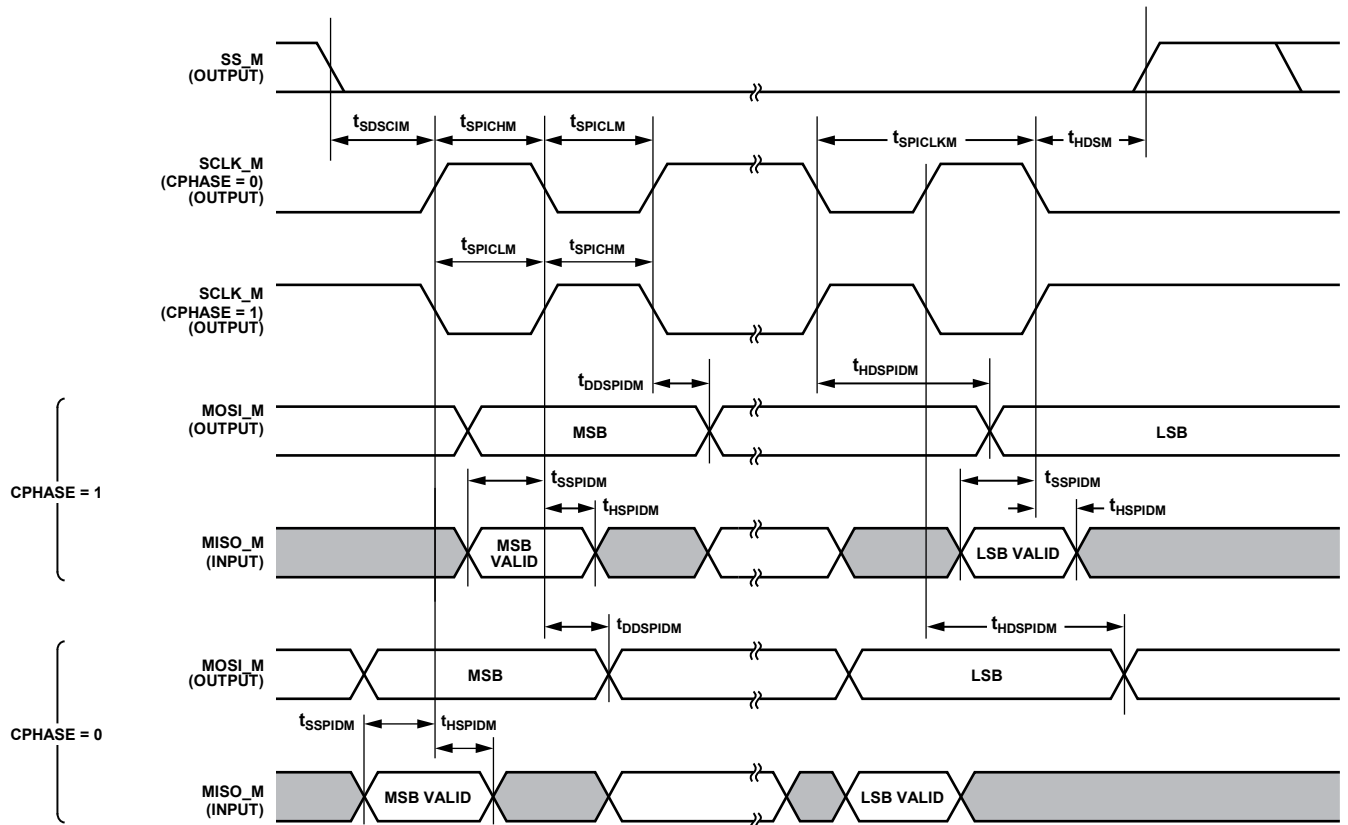 SS_M
(OUTPUT)
tSDSCIM
tSPICHM
tSPICLM
tSPICLKM
tHDSM
SCLK_M
(CPHASE = 0)
(OUTPUT)
tSPICLM
tSPICHM
SCLK_M
(CPHASE = 1)
(OUTPUT)
tDDSPIDM
tHDSPIDM
MOSI_M
(OUTPUT)
MSB
LSB
CPHASE = 1
tSSPIDM
tSSPIDM
tHSPIDM
tHSPIDM
MISO_M
(INPUT)
MSB
VALID
LSB VALID
tDDSPIDM
tHDSPIDM
MOSI_M
(OUTPUT)
MSB
LSB
CPHASE = 0
tSSPIDM
tHSPIDM
MISO_M
(INPUT)
MSB VALID
LSB VALID